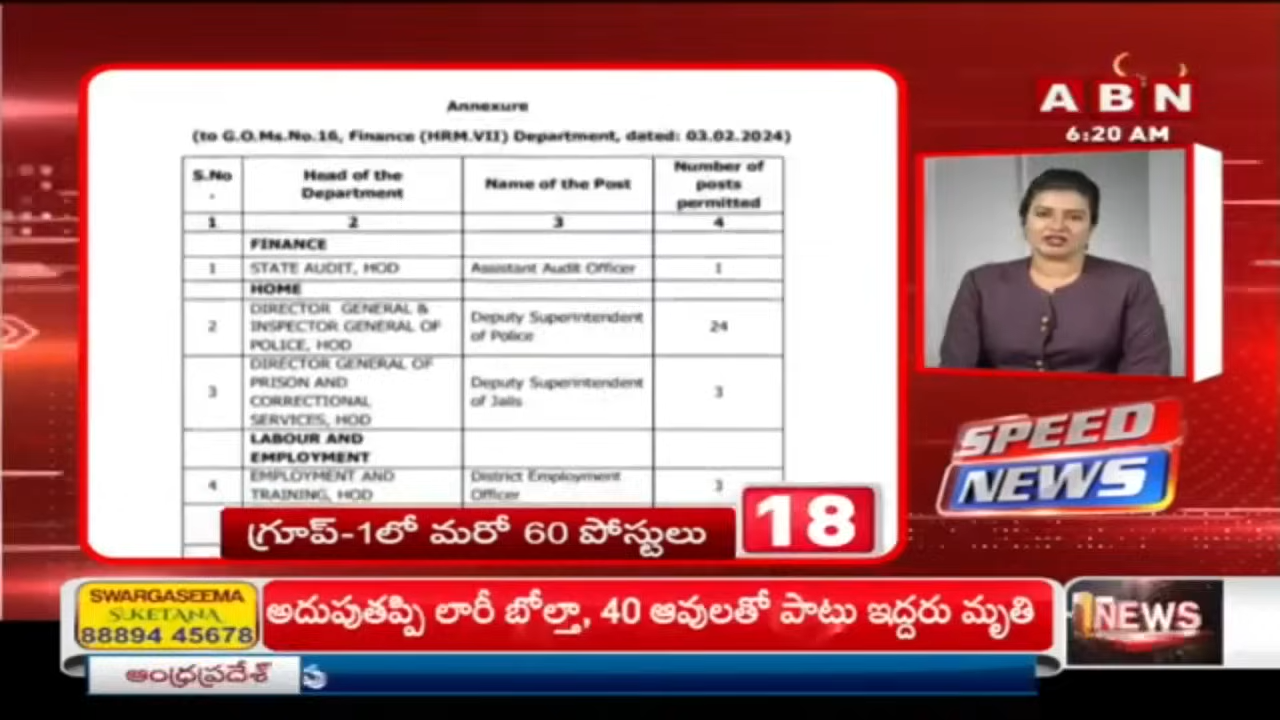 Annexure
(to G.O.Ms.No.16, Finance (HRM.VII) Department, dated: 03.02.2024)
S.No. Head of the Department Name of the Post Number of posts permitted
1 2 3 4
FINANCE
1 STATE AUDIT, HOD Assistant Audit Officer 1
HOME
2 DIRECTOR GENERAL & INSPECTOR GENERAL OF POLICE, HOD Deputy Superintendent of Police 24
3 DIRECTOR GENERAL OF PRISON AND CORRECTIONAL SERVICES, HOD Deputy Superintendent of Jails 3
LABOUR AND EMPLOYMENT
4 EMPLOYMENT AND TRAINING, HOD District Employment Officer 3
గ్రూప్-1లో మరో 60 పోస్టులు
18
ABN
6:20 AM
SPEED
NEWS
SWARGASEEMA
SUKETANA
88894 45678
అదుపుతప్పి లారీ బోల్తా, 40 ఆవులతో పాటు ఇద్దరు మృతి
NEWS
ఆంధ్రప్రదేశ్